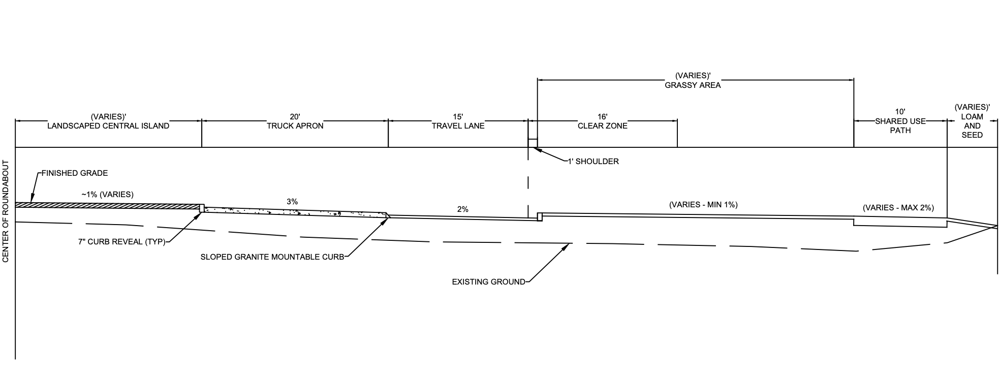 (VARIES)'
GRASSY AREA
(VARIES)'
LANDSCAPED CENTRAL ISLAND
20'
TRUCK APRON
15'
TRAVEL LANE
16'
CLEAR ZONE
10'
SHARED USE
PATH
(VARIES)'
LOAM
AND
SEED
1' SHOULDER
CENTER OF ROUNDABOUT
FINISHED GRADE
~1% (VARIES)
3%
2%
(VARIES - MIN 1%)
(VARIES - MAX 2%)
7" CURB REVEAL (TYP)
SLOPED GRANITE MOUNTABLE CURB
EXISTING GROUND